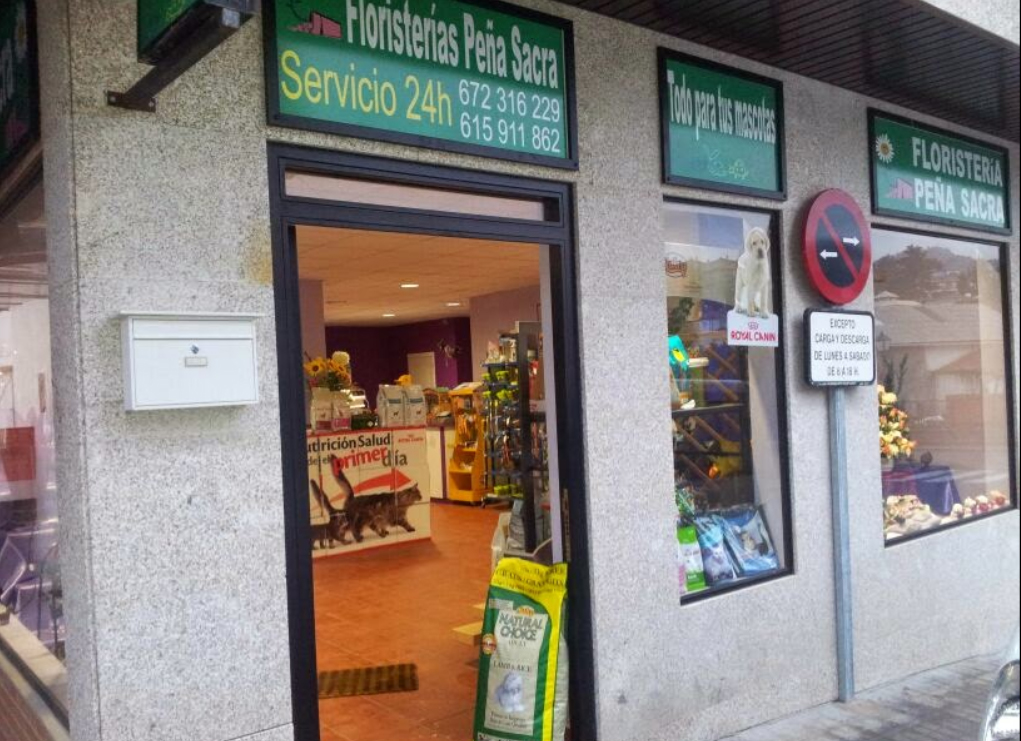 Floristerías Peña Sacra
Servicio 24h
672 316 229
615 911 862
Todo para tus mascotas
FLORISTERíA
PEÑA SACRA
ROYAL CANIN
EXCEPTO
CARGA Y DESCARGA
DE LUNES A SABADO
DE 8 A 18 H.
utrición Salud
primer día
NATURAL
CHOICE